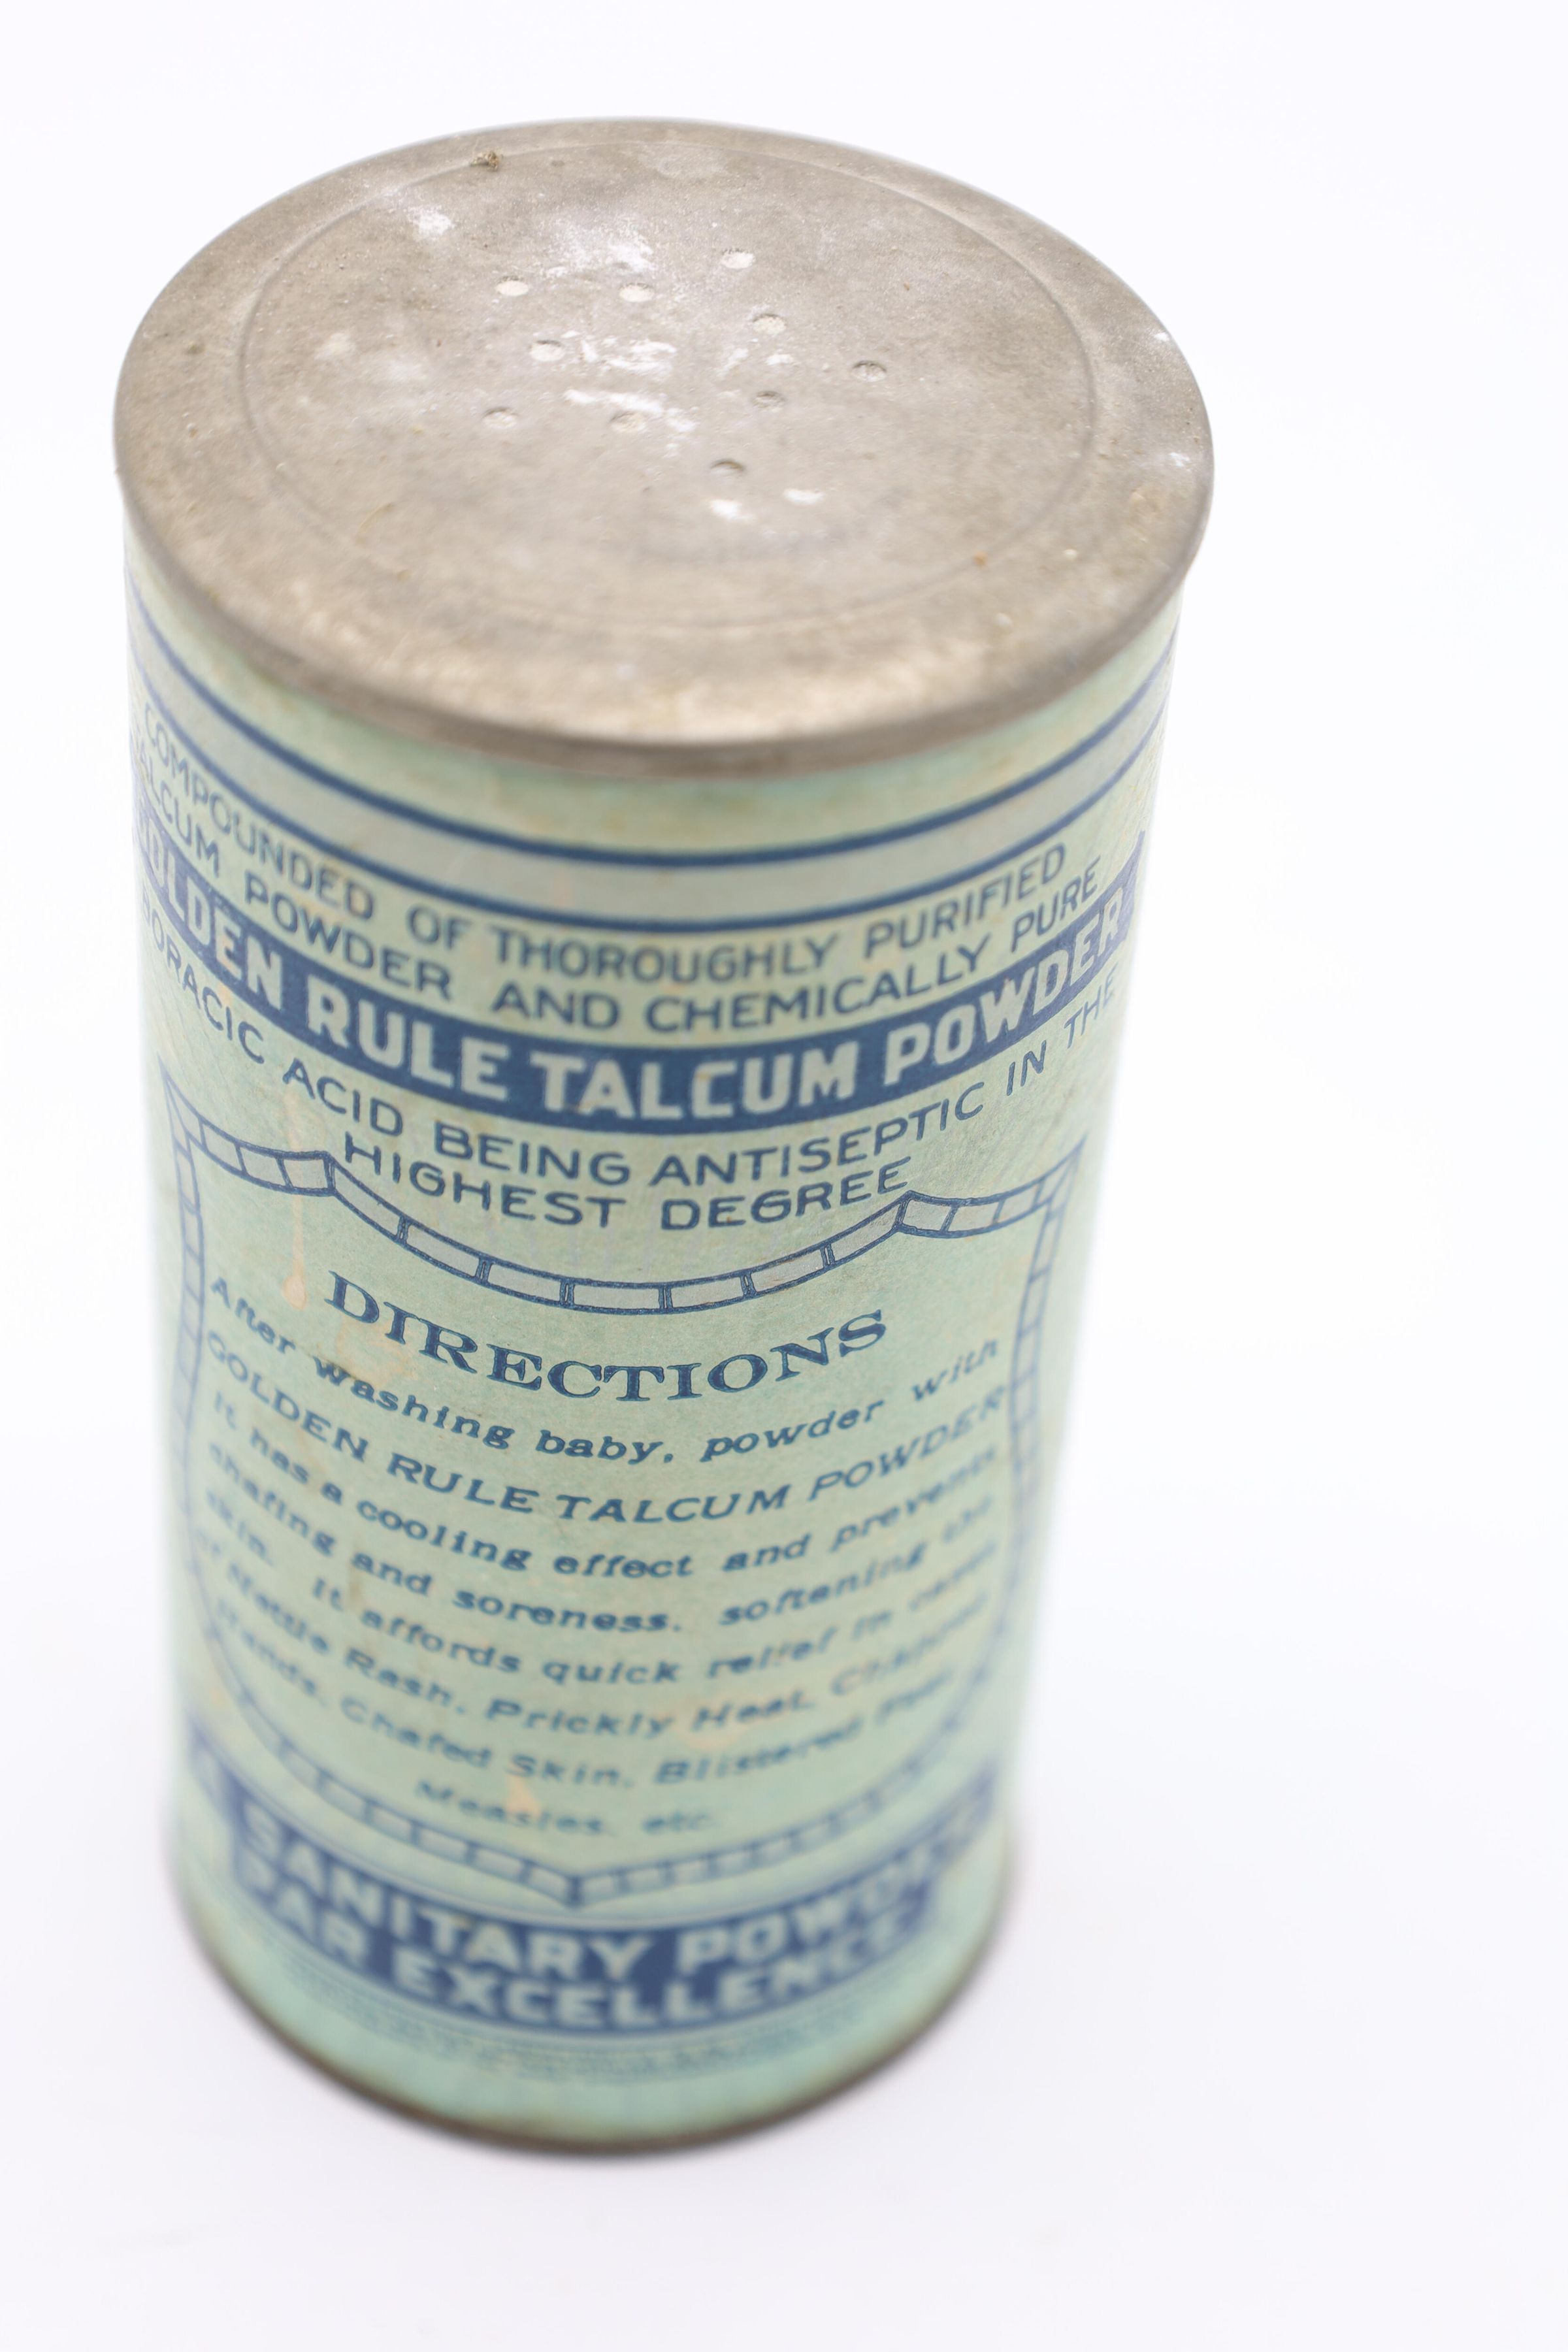 COMPOUNDED OF THOROUGHLY PURIFIED
TALCUM POWDER AND CHEMICALLY PURE
GOLDEN RULE TALCUM POWDER
BORACIC ACID BEING ANTISEPTIC IN THE
HIGHEST DEGREE
DIRECTIONS
After washing baby, powder with
GOLDEN RULE TALCUM POWDER
It has a cooling effect and prevents
chafing and soreness, softening the
skin. It affords quick relief in cases
of Nettle Rash, Prickly Heat, Chapped
Hands, Chafed Skin, Blistered Feet
Measles, etc.
A SANITARY POWDER
PAR EXCELLENCE